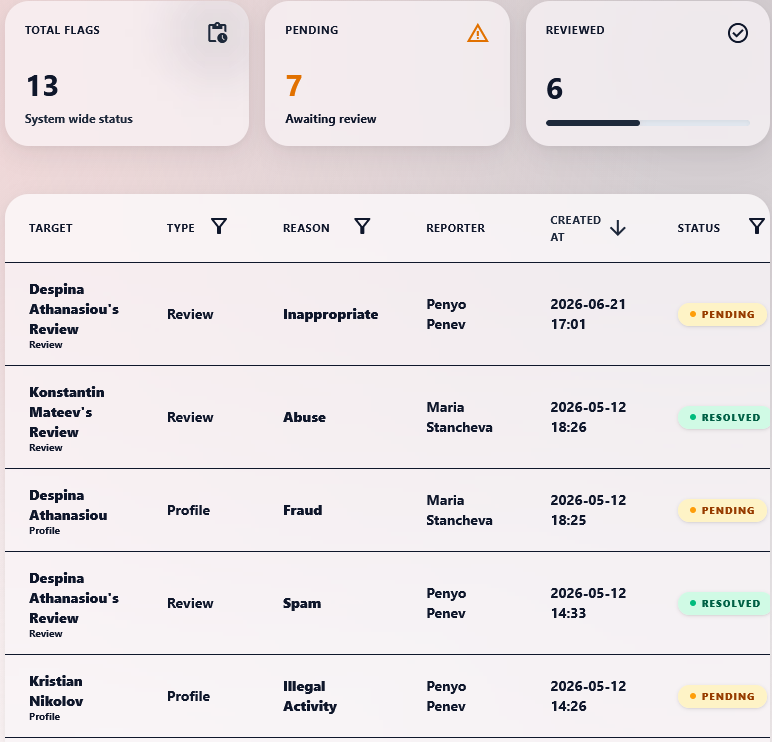 TOTAL FLAGS
13
System wide status
PENDING
7
Awaiting review
REVIEWED
6
TARGET TYPE REASON REPORTER CREATED AT STATUS
Despina
Athanasiou's
Review
Review
Review
Inappropriate
Penyo
Penev
2026-06-21
17:01
PENDING
Konstantin
Mateev's
Review
Review
Review
Abuse
Maria
Stancheva
2026-05-12
18:26
RESOLVED
Despina
Athanasiou
Profile
Profile
Fraud
Maria
Stancheva
2026-05-12
18:25
PENDING
Despina
Athanasiou's
Review
Review
Review
Spam
Penyo
Penev
2026-05-12
14:33
RESOLVED
Kristian
Nikolov
Profile
Profile
Illegal
Activity
Penyo
Penev
2026-05-12
14:26
PENDING